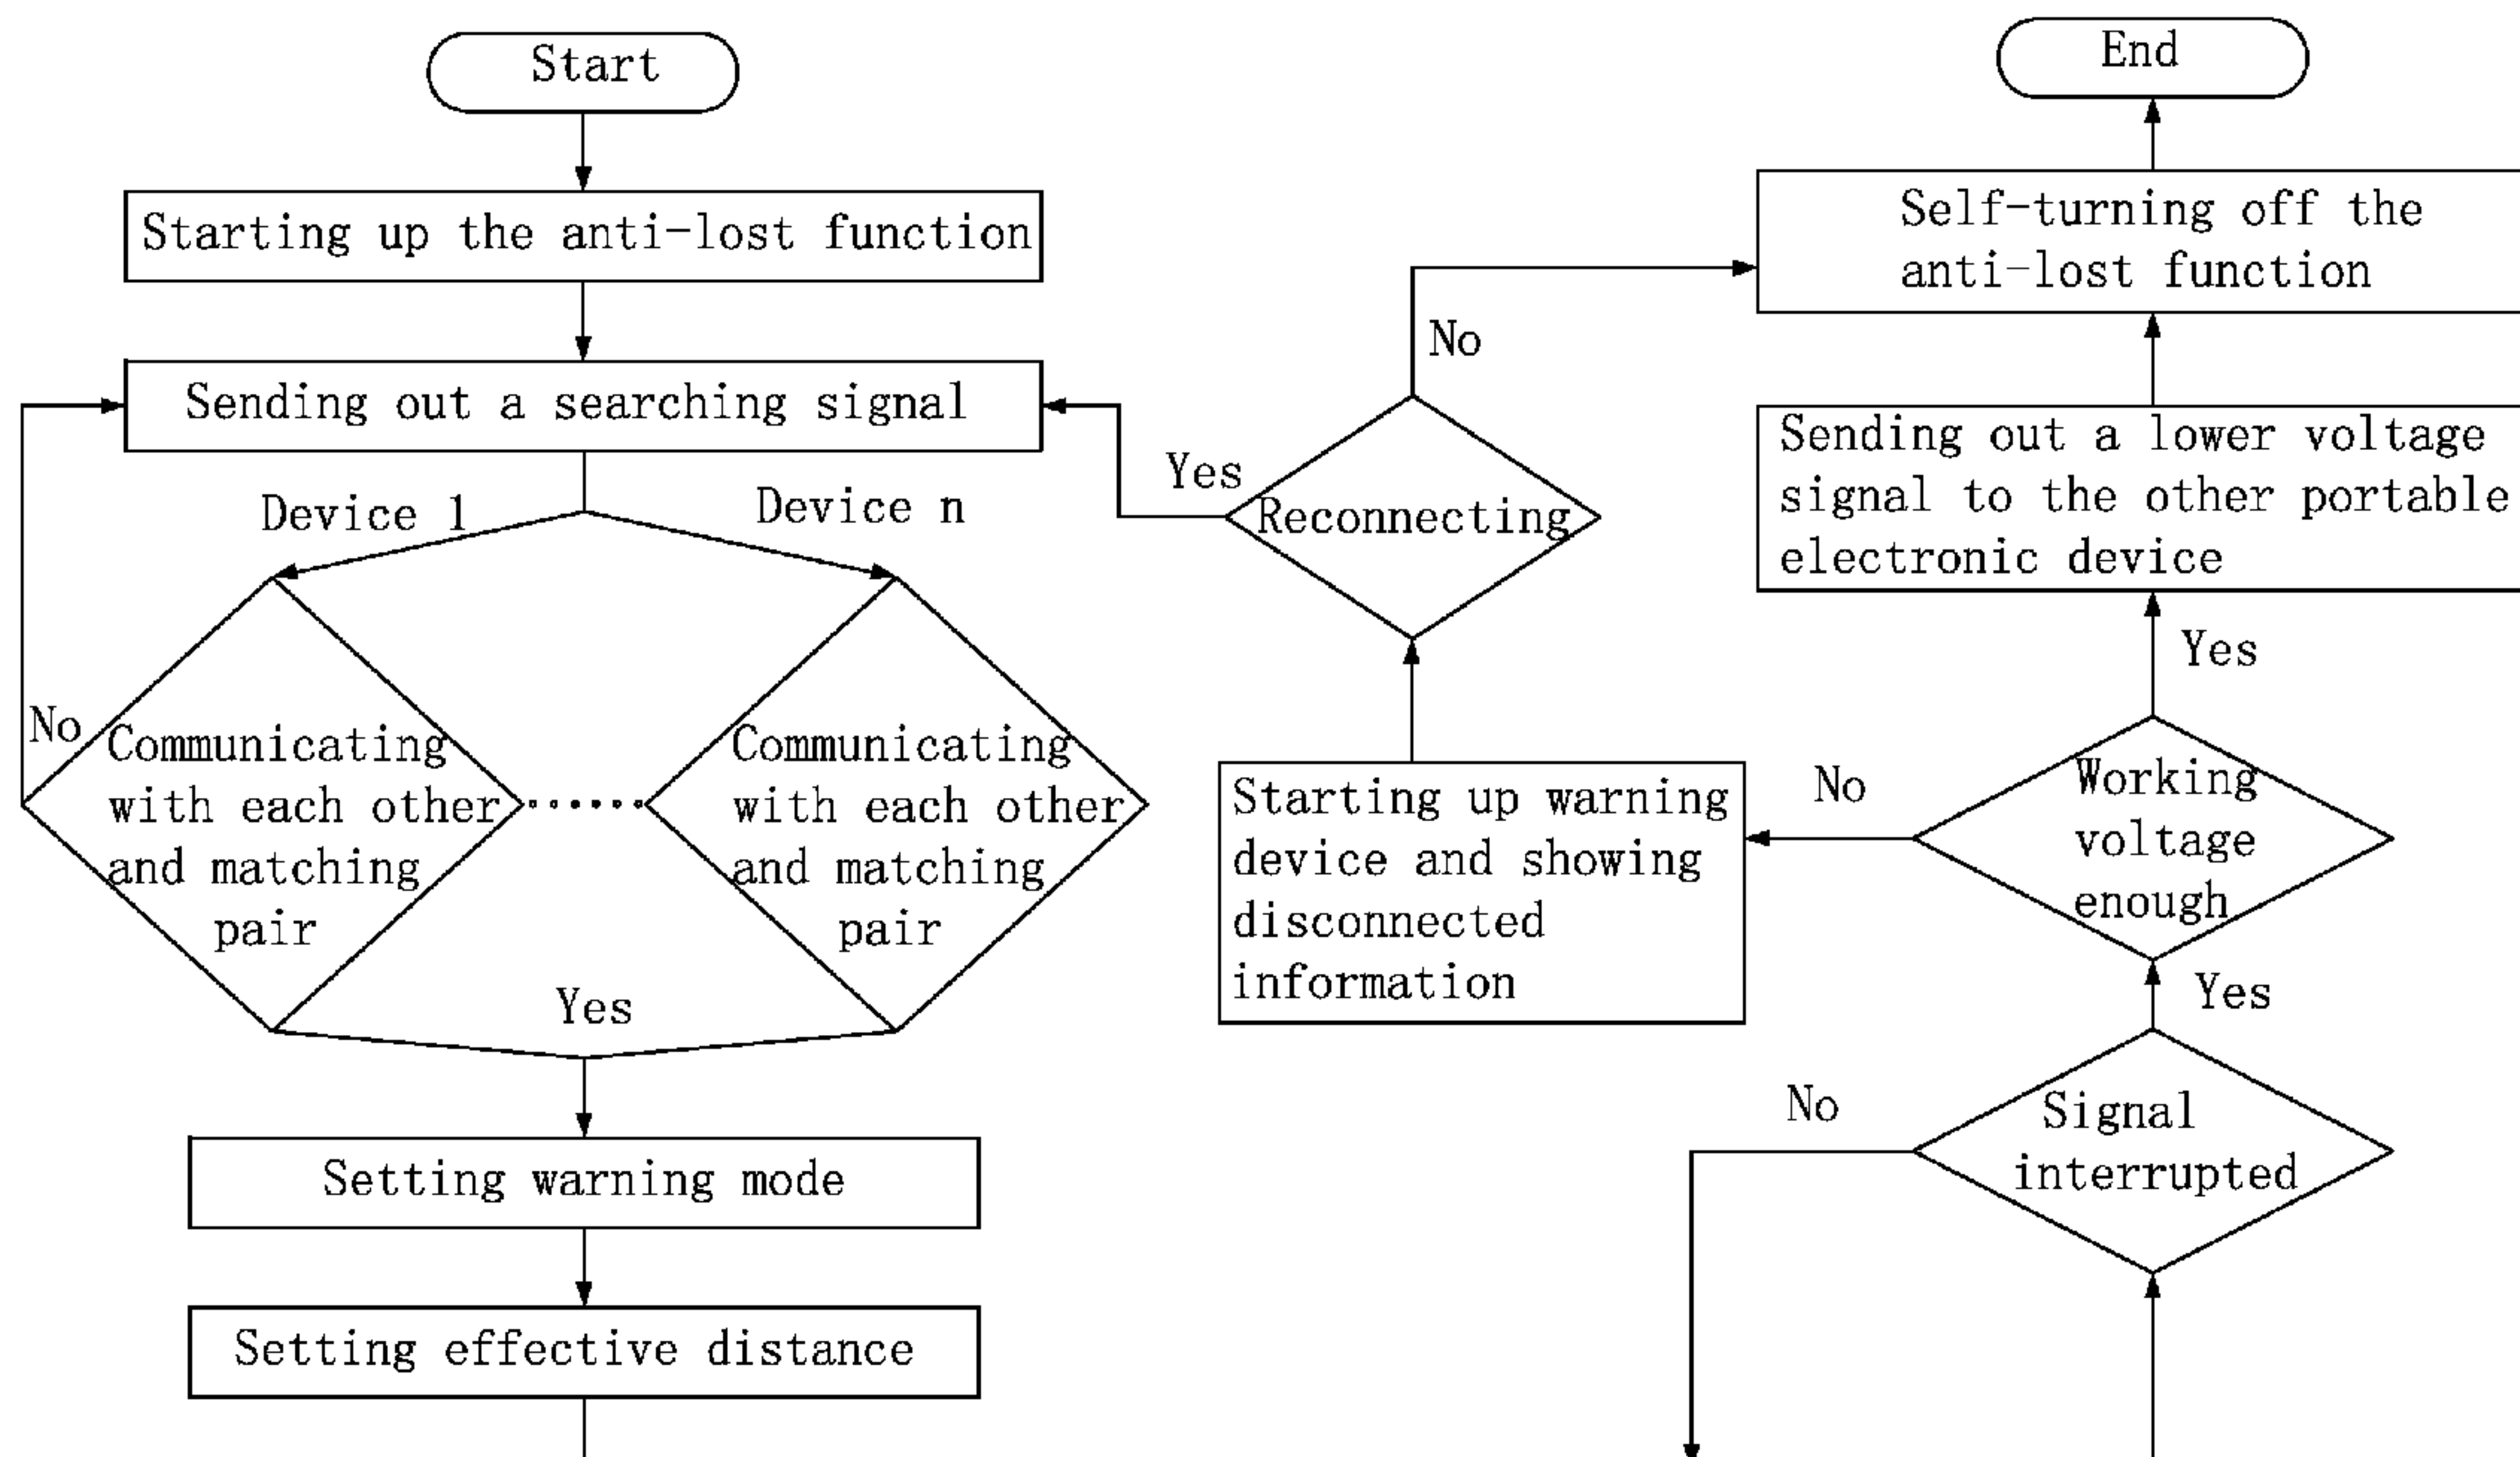 Start
Starting up the anti-lost function
Sending out a searching signal
Device 1
Device n
No
Communicating
with each other
and matching
pair
Communicating
with each other
and matching
pair
Yes
Setting warning mode
Setting effective distance
End
Self-turning off the
anti-lost function
No
Sending out a lower voltage
signal to the other portable
electronic device
Yes
Reconnecting
Yes
Starting up warning
device and showing
disconnected
information
No
Working
voltage
enough
Yes
No
Signal
interrupted